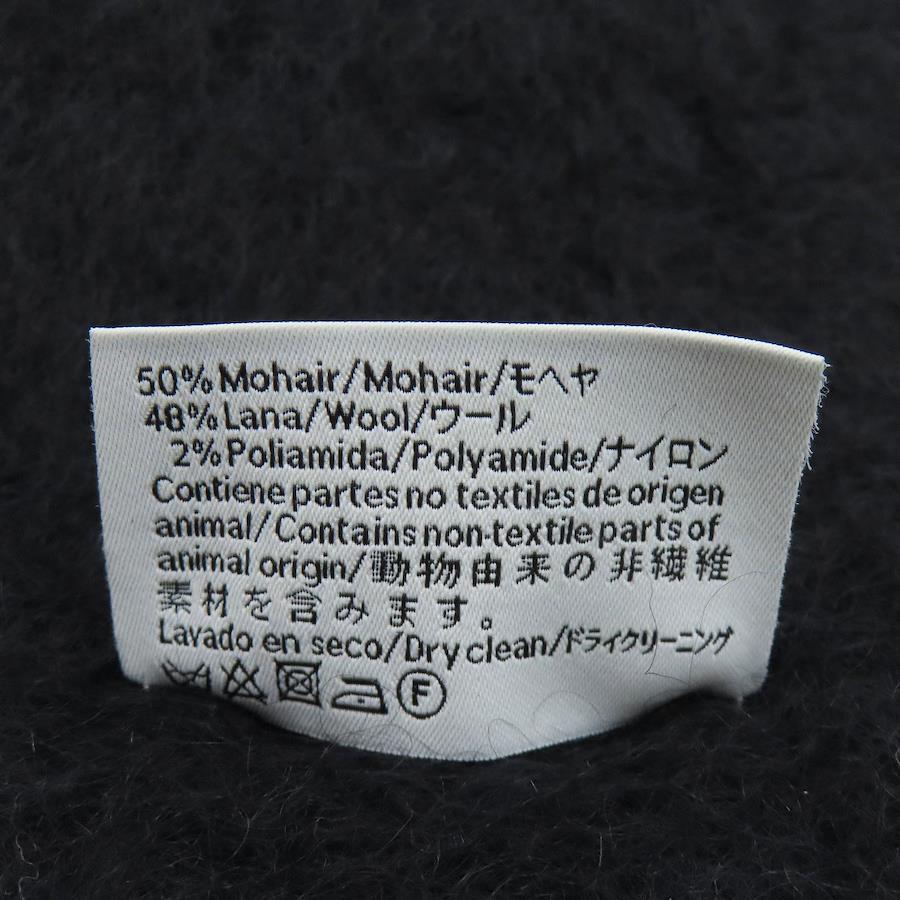 50% Mohair/Mohair/モヘヤ
48% Lana/Wool/ウール
2% Poliamida/Polyamide/ナイロン
Contiene partes no textiles de origen
animal/Contains non-textile parts of
animal origin/動物由来の非繊維
素材を含みます。
Lavado en seco/Dry clean/ドライクリーニング
F